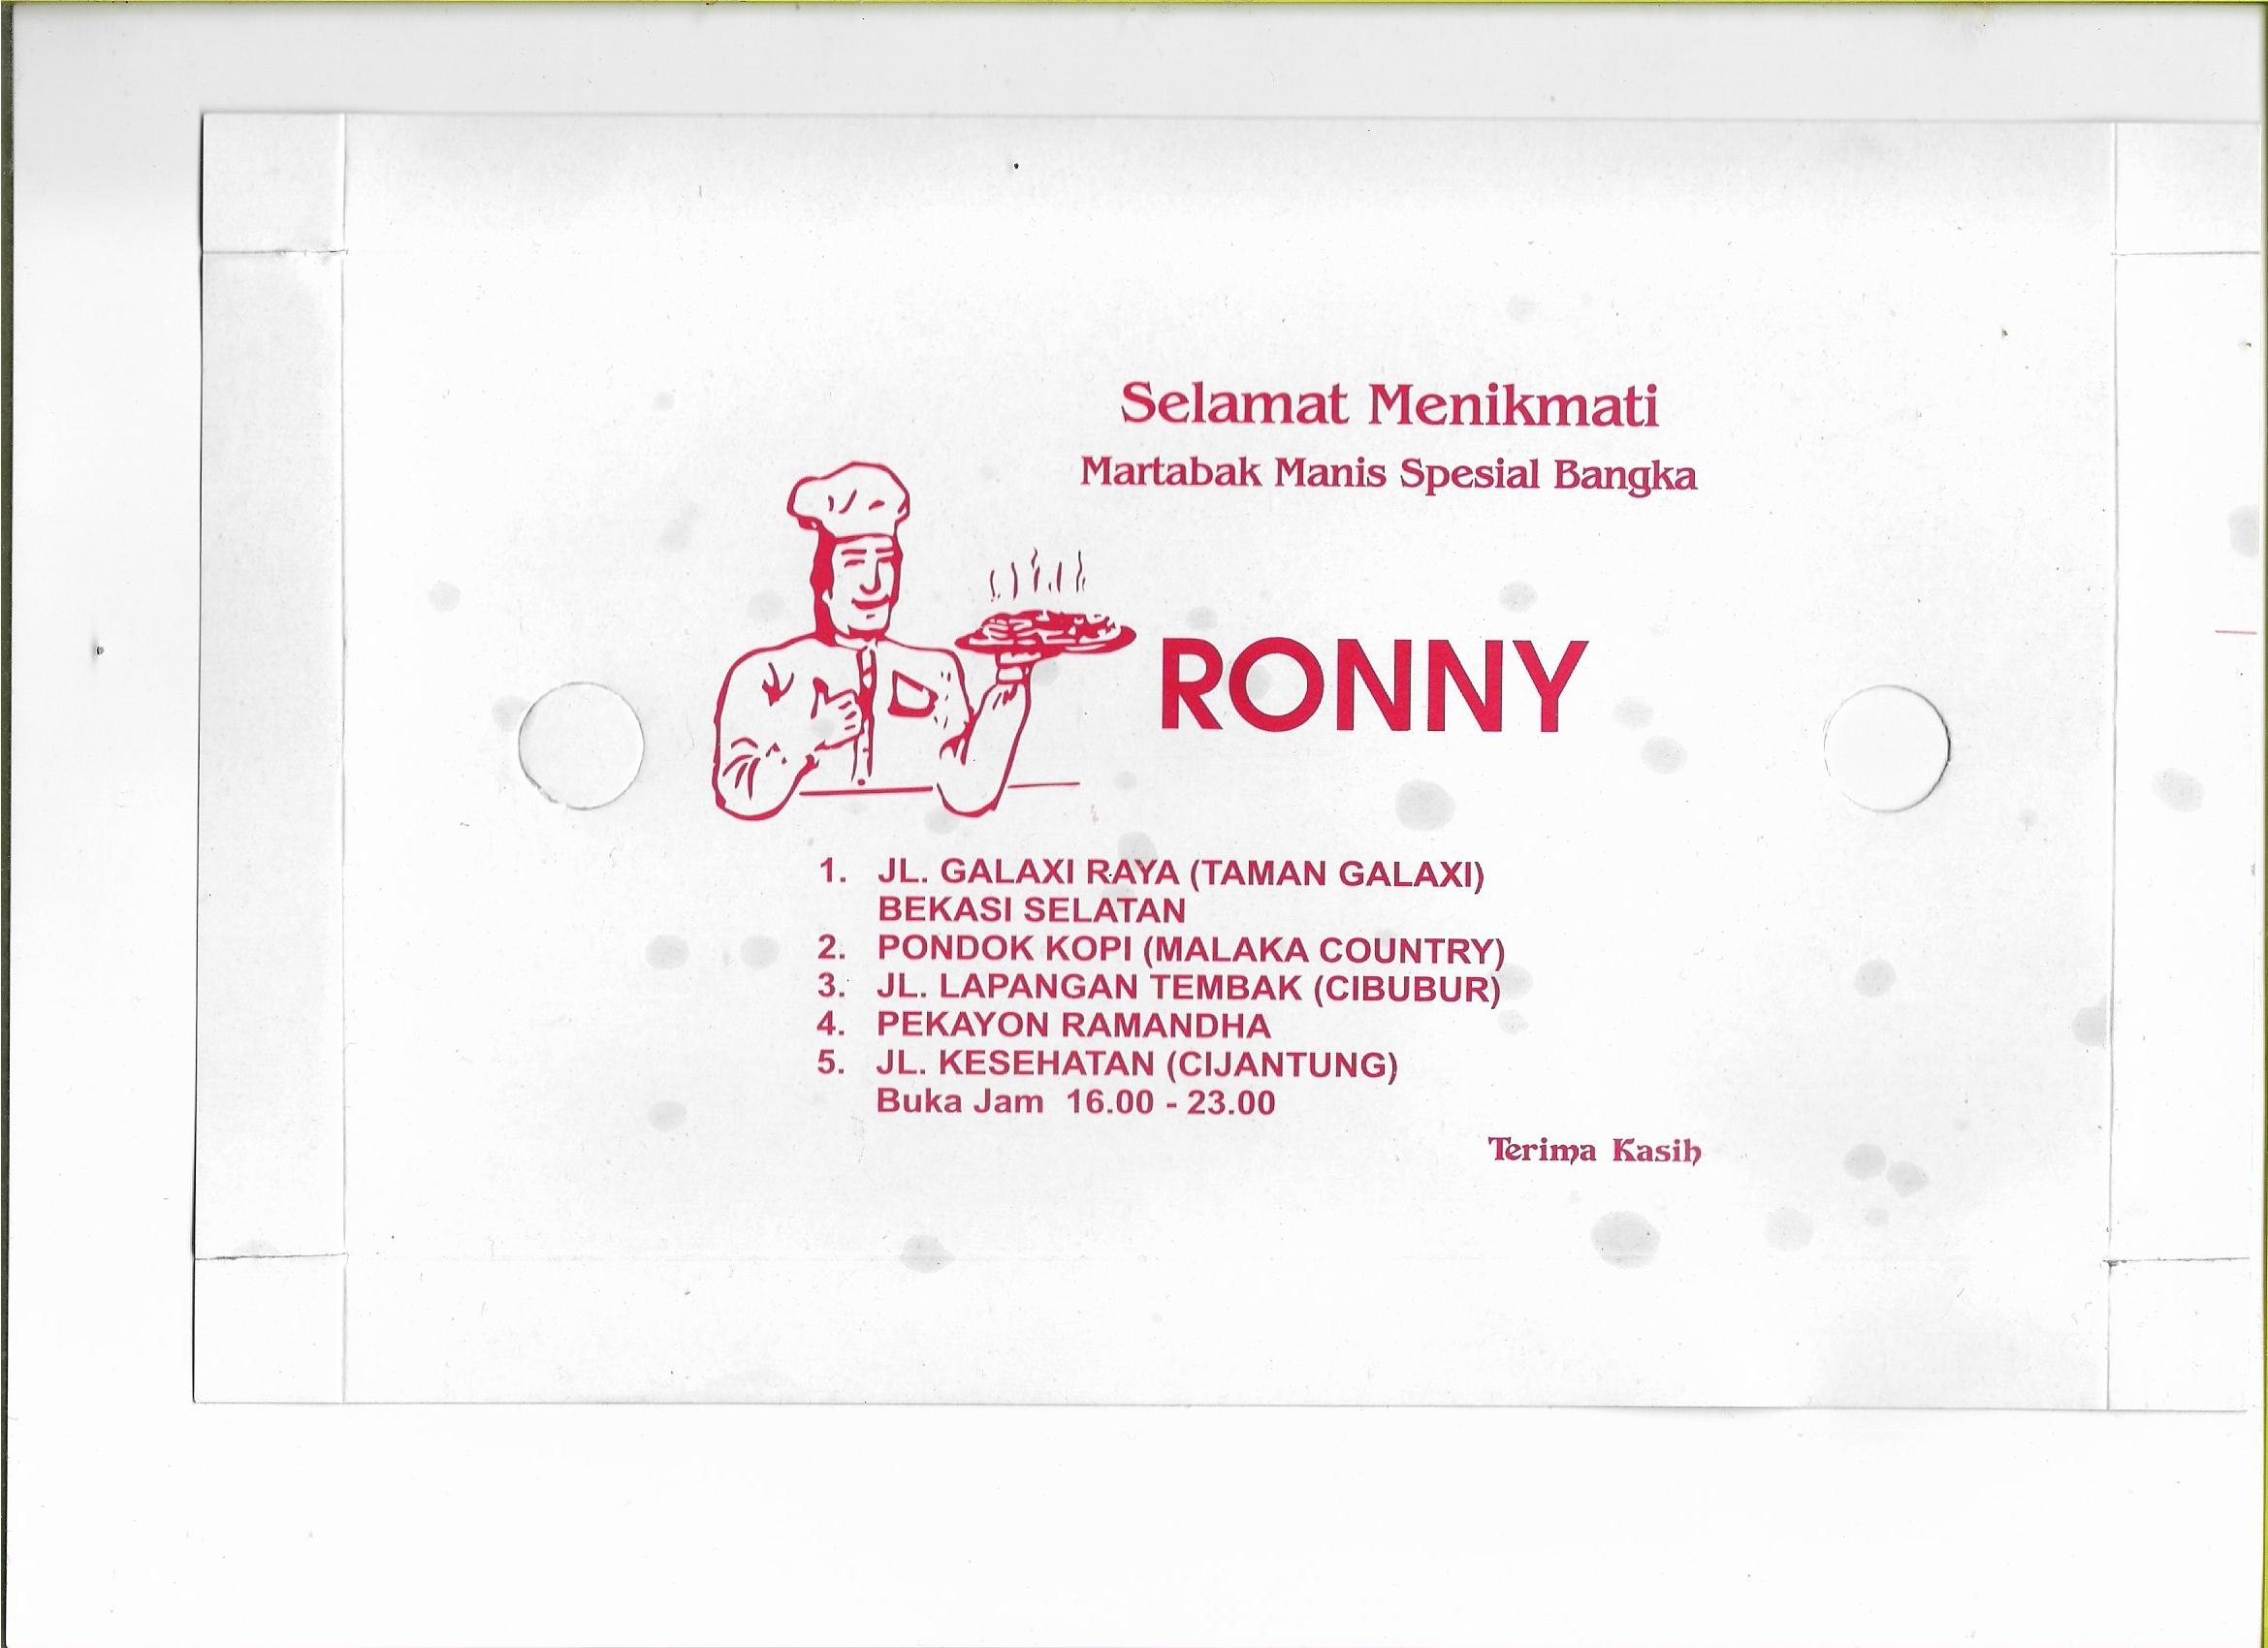 Selamat Menikmati
Martabak Manis Spesial Bangka
RONNY
1. JL. GALAXI RAYA (TAMAN GALAXI)
BEKASI SELATAN
2. PONDOK KOPI (MALAKA COUNTRY)
3. JL. LAPANGAN TEMBAK (CIBUBUR)
4. PEKAYON RAMANDHA
5. JL. KESEHATAN (CIJANTUNG)
Buka Jam 16.00 - 23.00
Terima Kasih